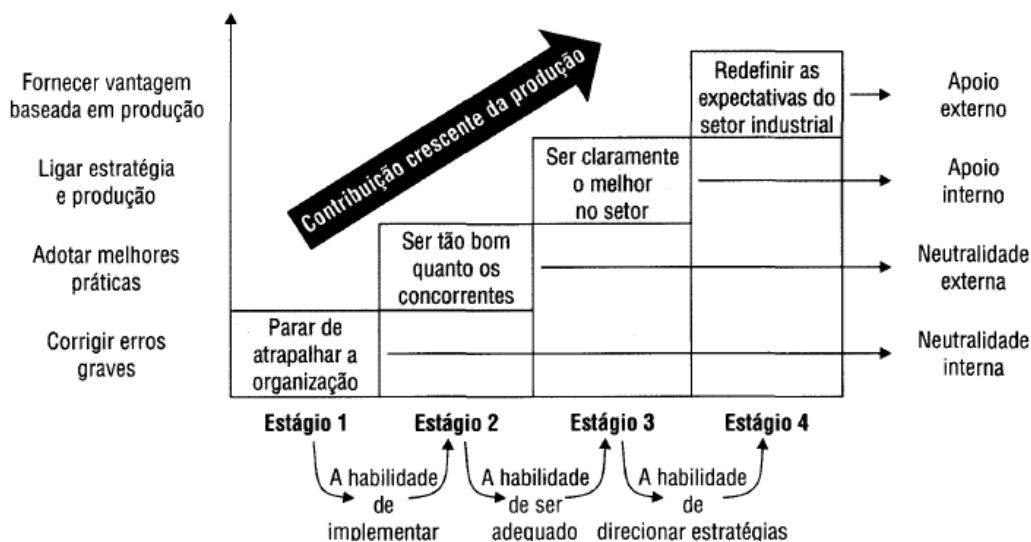 Fornecer vantagem
baseada em produção
Ligar estratégia
e produção
Adotar melhores
práticas
Corrigir erros
graves
Contribuição crescente da produção
Redefinir as
expectativas do
setor industrial
Ser claramente
o melhor
no setor
Ser tão bom
quanto os
concorrentes
Parar de
atrapalhar a
organização
Apoio
externo
Apoio
interno
Neutralidade
externa
Neutralidade
interna
Estágio 1
Estágio 2
Estágio 3
Estágio 4
A habilidade
de
implementar
A habilidade
de ser
adequado
A habilidade
de
direcionar estratégias